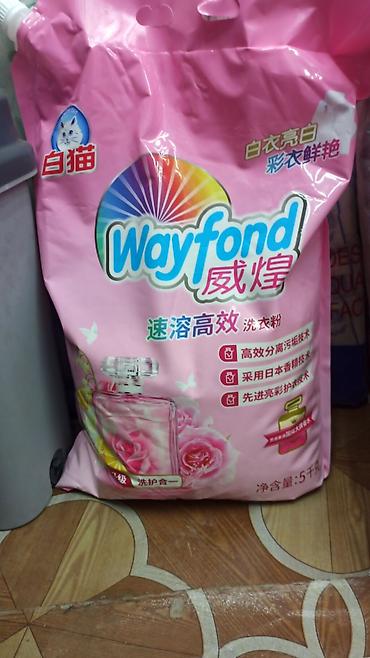 白猫
白衣亮白
彩衣鲜艳
Wayfond
威煌
速溶高效 洗衣粉
高效分离污垢技术
采用日本香精技术
先进亮彩护衣技术
级 洗护合一
净含量:5千